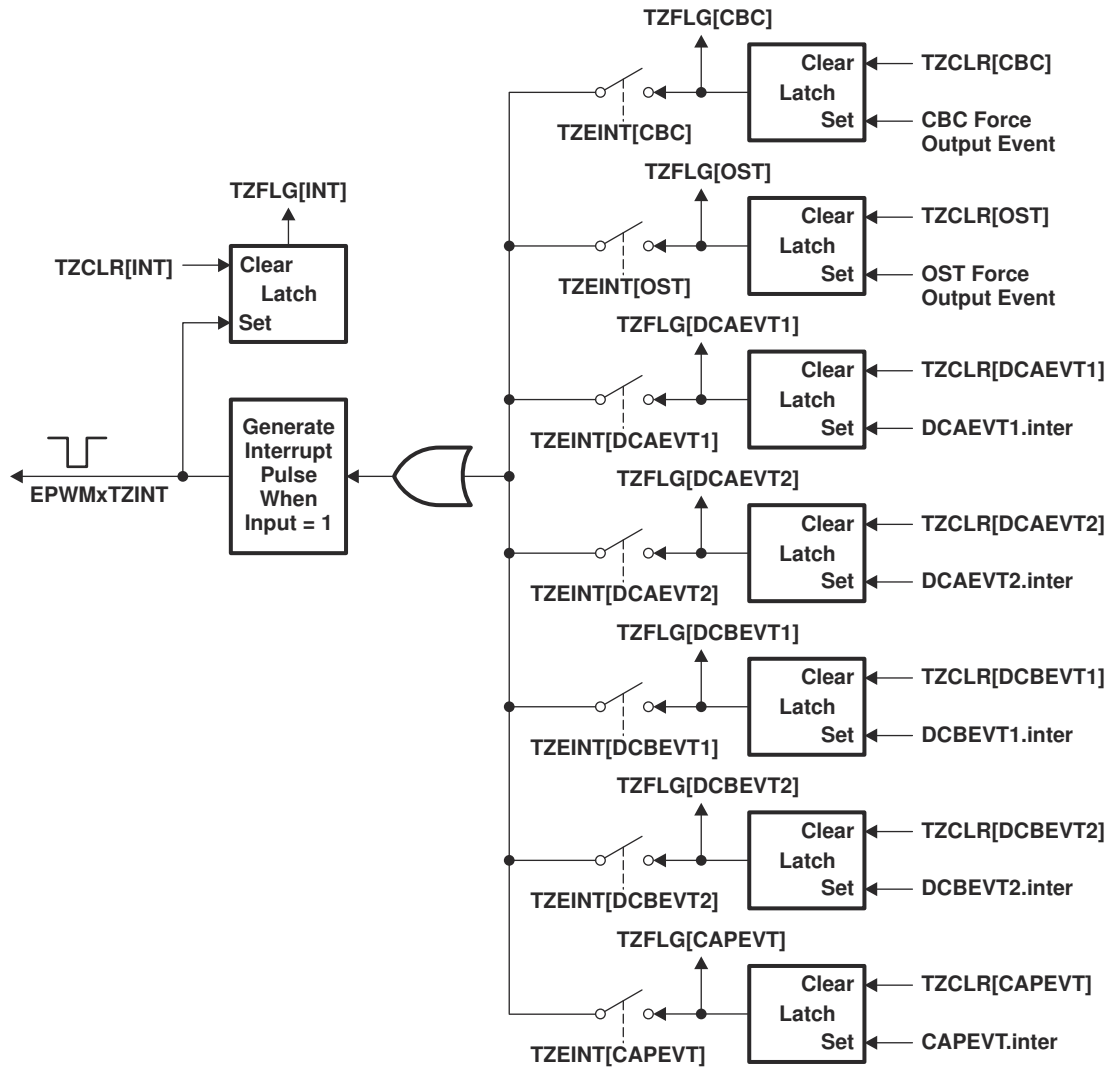 TZFLG[CBC]
Clear
Latch
Set
TZCLR[CBC]
CBC Force
Output Event
TZEINT[CBC]
TZFLG[OST]
Clear
Latch
Set
TZCLR[OST]
OST Force
Output Event
TZEINT[OST]
TZFLG[INT]
TZCLR[INT]
Clear
Latch
Set
Generate
Interrupt
Pulse
When
Input = 1
EPWMxTZINT
TZFLG[DCAEVT1]
Clear
Latch
Set
TZCLR[DCAEVT1]
DCAEVT1.inter
TZEINT[DCAEVT1]
TZFLG[DCAEVT2]
Clear
Latch
Set
TZCLR[DCAEVT2]
DCAEVT2.inter
TZEINT[DCAEVT2]
TZFLG[DCBEVT1]
Clear
Latch
Set
TZCLR[DCBEVT1]
DCBEVT1.inter
TZEINT[DCBEVT1]
TZFLG[DCBEVT2]
Clear
Latch
Set
TZCLR[DCBEVT2]
DCBEVT2.inter
TZEINT[DCBEVT2]
TZFLG[CAPEVT]
Clear
Latch
Set
TZCLR[CAPEVT]
CAPEVT.inter
TZEINT[CAPEVT]